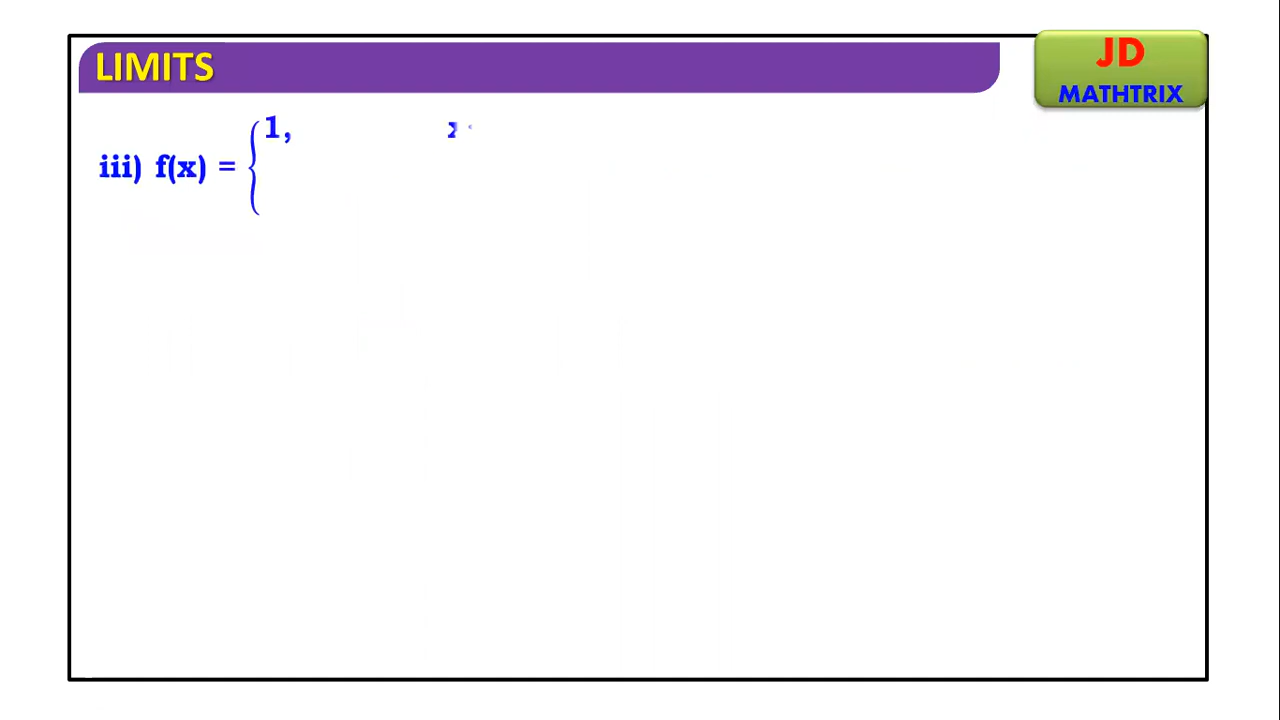 LIMITS
JD
MATHTRIX
1,
iii) f(x) = {